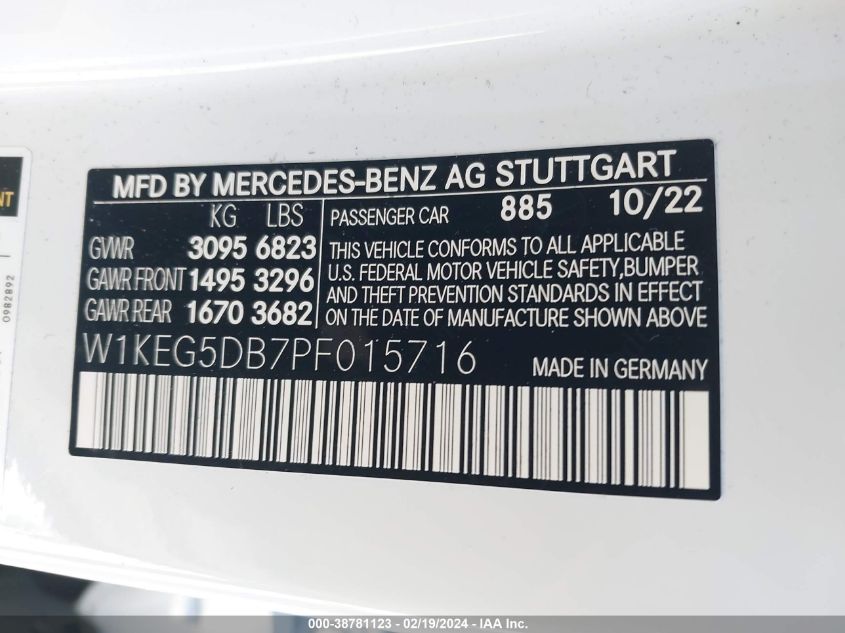 MFD BY MERCEDES-BENZ AG STUTTGART
KG LBS
GVWR 3095 6823
GAWR FRONT 1495 3296
GAWR REAR 1670 3682
PASSENGER CAR 885 10/22
THIS VEHICLE CONFORMS TO ALL APPLICABLE
U.S. FEDERAL MOTOR VEHICLE SAFETY,BUMPER
AND THEFT PREVENTION STANDARDS IN EFFECT
ON THE DATE OF MANUFACTURE SHOWN ABOVE
W1KEG5DB7PF015716 MADE IN GERMANY
0982892
000-38781123 - 02/19/2024 - IAA Inc.